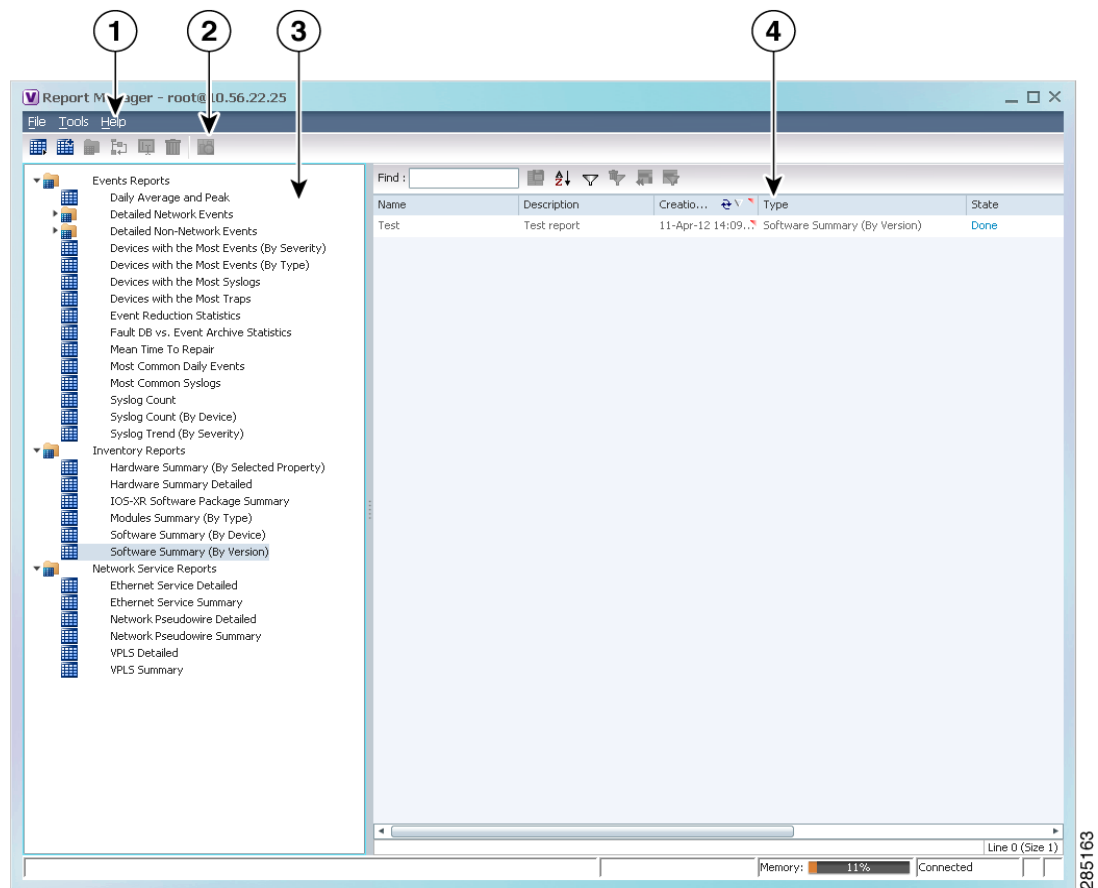 1 2 3 4
Report M ager - root@10.56.22.25
File Tools Help
Find :
Name Description Creatio... Type State
Test Test report 11-Apr-12 14:09... Software Summary (By Version) Done
Events Reports
Daily Average and Peak
Detailed Network Events
Detailed Non-Network Events
Devices with the Most Events (By Severity)
Devices with the Most Events (By Type)
Devices with the Most Syslogs
Devices with the Most Traps
Event Reduction Statistics
Fault DB vs. Event Archive Statistics
Mean Time To Repair
Most Common Daily Events
Most Common Syslogs
Syslog Count
Syslog Count (By Device)
Syslog Trend (By Severity)
Inventory Reports
Hardware Summary (By Selected Property)
Hardware Summary Detailed
IOS-XR Software Package Summary
Modules Summary (By Type)
Software Summary (By Device)
Software Summary (By Version)
Network Service Reports
Ethernet Service Detailed
Ethernet Service Summary
Network Pseudowire Detailed
Network Pseudowire Summary
VPLS Detailed
VPLS Summary
Line 0 (Size 1)
Memory: 11% Connected
285163